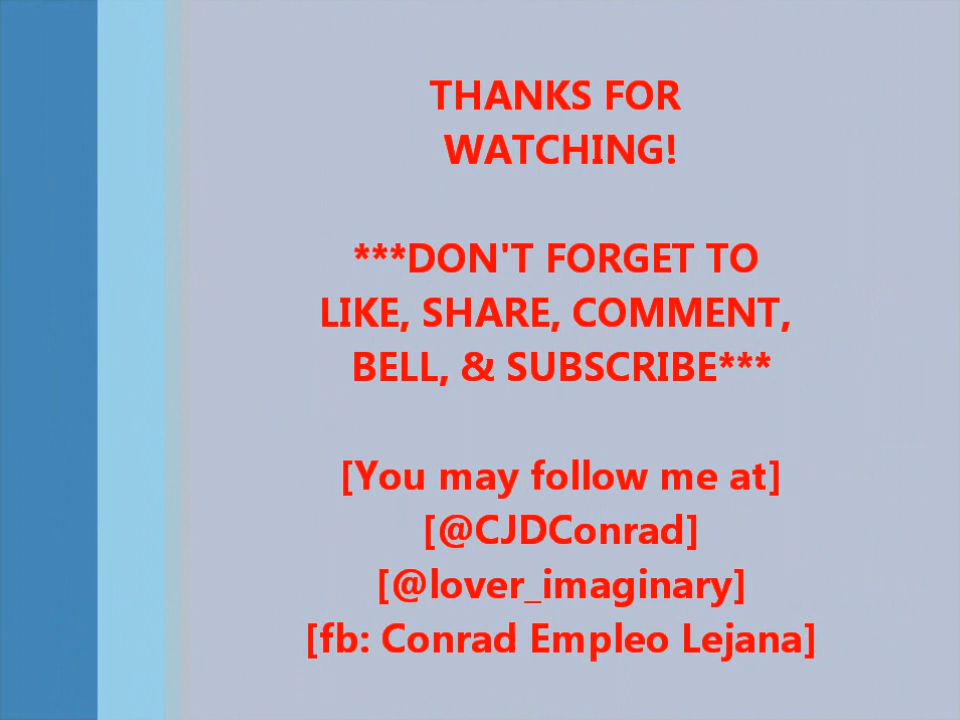 THANKS FOR
WATCHING!
***DON'T FORGET TO
LIKE, SHARE, COMMENT,
BELL, & SUBSCRIBE***
[You may follow me at]
[@CJDConrad]
[@lover_imaginary]
[fb: Conrad Empleo Lejana]